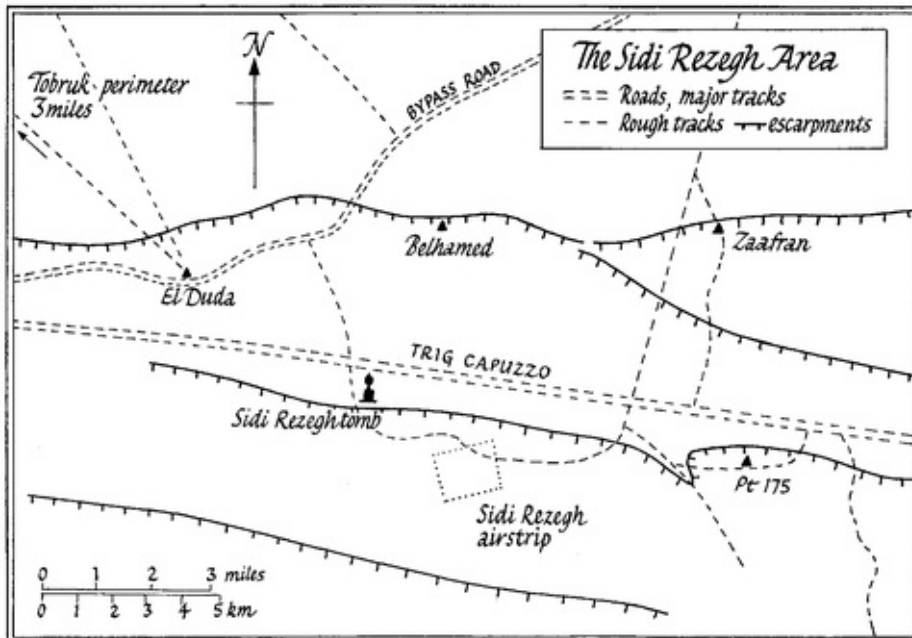 The Sidi Rezegh Area
Roads, major tracks
Rough tracks escarpments
N
Tobruk perimeter
3 miles
BYPASS ROAD
Belhamed
Zaafran
El Duda
TRIG CAPUZZO
Sidi Rezegh tomb
Pt 175
Sidi Rezegh
airstrip
0 1 2 3 miles
0 1 2 3 4 5 km